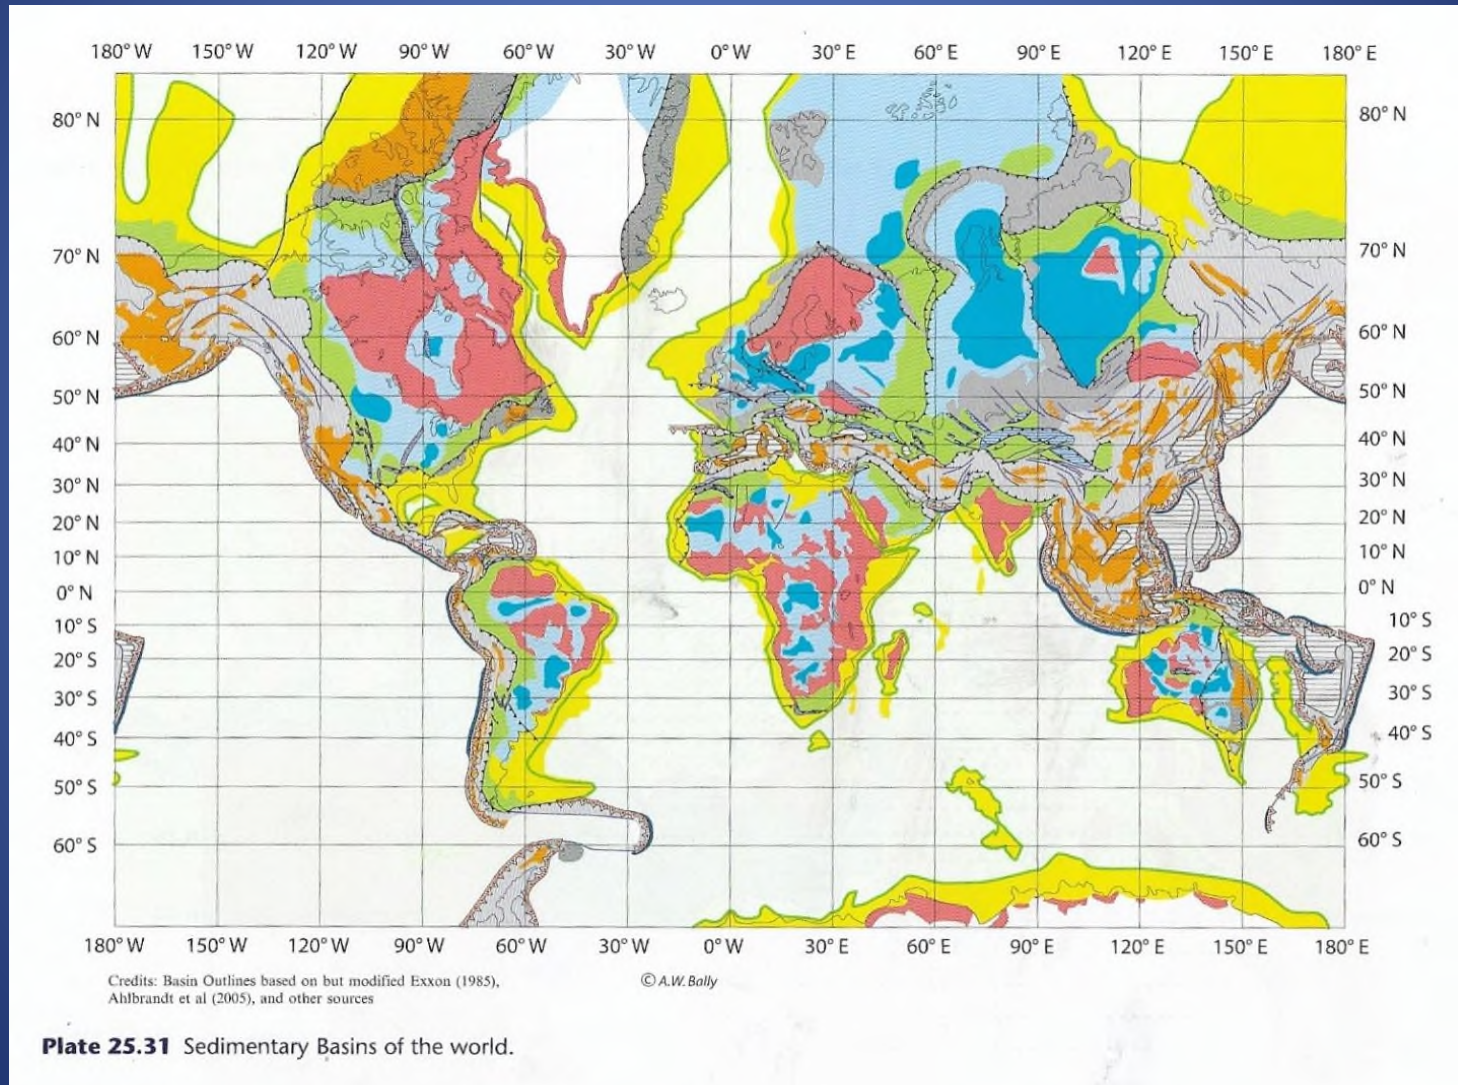 180° W 150° W 120° W 90° W 60° W 30° W 0° W 30° E 60° E 90° E 120° E 150° E 180° E
80° N 80° N
70° N 70° N
60° N 60° N
50° N 50° N
40° N 40° N
30° N 30° N
20° N 20° N
10° N 10° N
0° N 0° N
10° S 10° S
20° S 20° S
30° S 30° S
40° S 40° S
50° S 50° S
60° S 60° S
180° W 150° W 120° W 90° W 60° W 30° W 0° W 30° E 60° E 90° E 120° E 150° E 180° E
Credits: Basin Outlines based on but modified Exxon (1985),
Ahlbrandt et al (2005), and other sources
© A.W. Bally
Plate 25.31 Sedimentary Basins of the world.